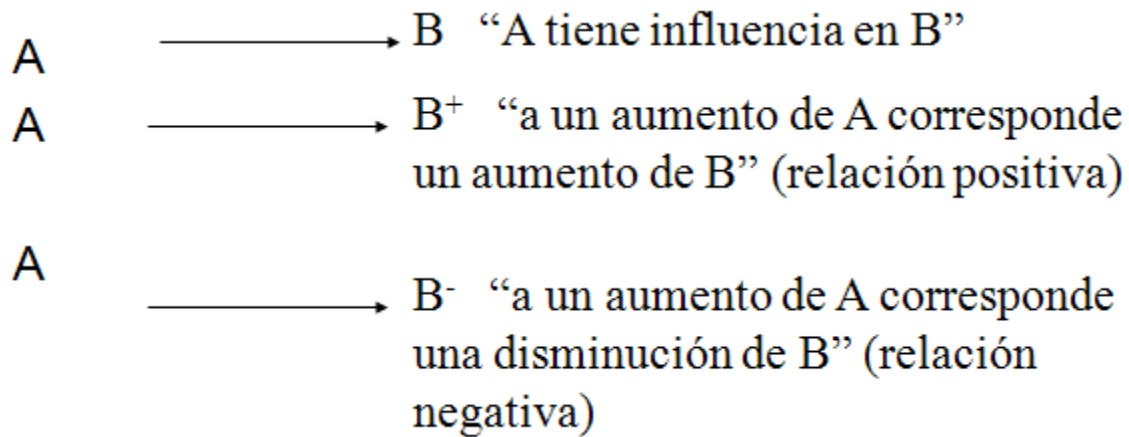 A B “A tiene influencia en B”
A B⁺ “a un aumento de A corresponde
un aumento de B” (relación positiva)
A
B⁻ “a un aumento de A corresponde
una disminución de B” (relación
negativa)